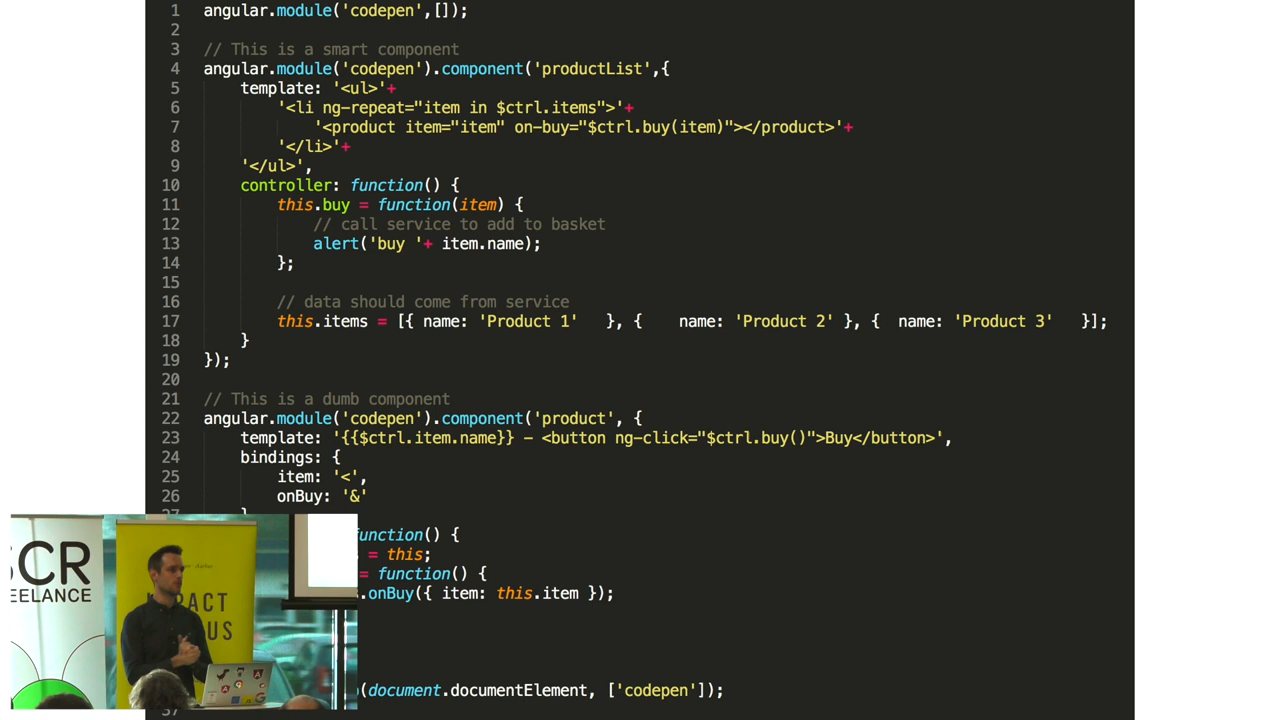 1 angular.module('codepen',[]);
2
3 // This is a smart component
4 angular.module('codepen').component('productList',{
5 template: '<ul>'+
6 '<li ng-repeat="item in $ctrl.items">'+
7 '<product item="item" on-buy="$ctrl.buy(item)"></product>'+
8 '</li>'+
9 '</ul>',
10 controller: function() {
11 this.buy = function(item) {
12 // call service to add to basket
13 alert('buy '+ item.name);
14 };
15
16 // data should come from service
17 this.items = [{ name: 'Product 1' }, { name: 'Product 2' }, { name: 'Product 3' }];
18 }
19 });
20
21 // This is a dumb component
22 angular.module('codepen').component('product', {
23 template: '{{$ctrl.item.name}} - <button ng-click="$ctrl.buy()">Buy</button>',
24 bindings: {
25 item: '<',
26 onBuy: '&'
27 }
function() {
= this;
= function() {
.onBuy({ item: this.item });
(document.documentElement, ['codepen']);
37
SCR
EELANCE